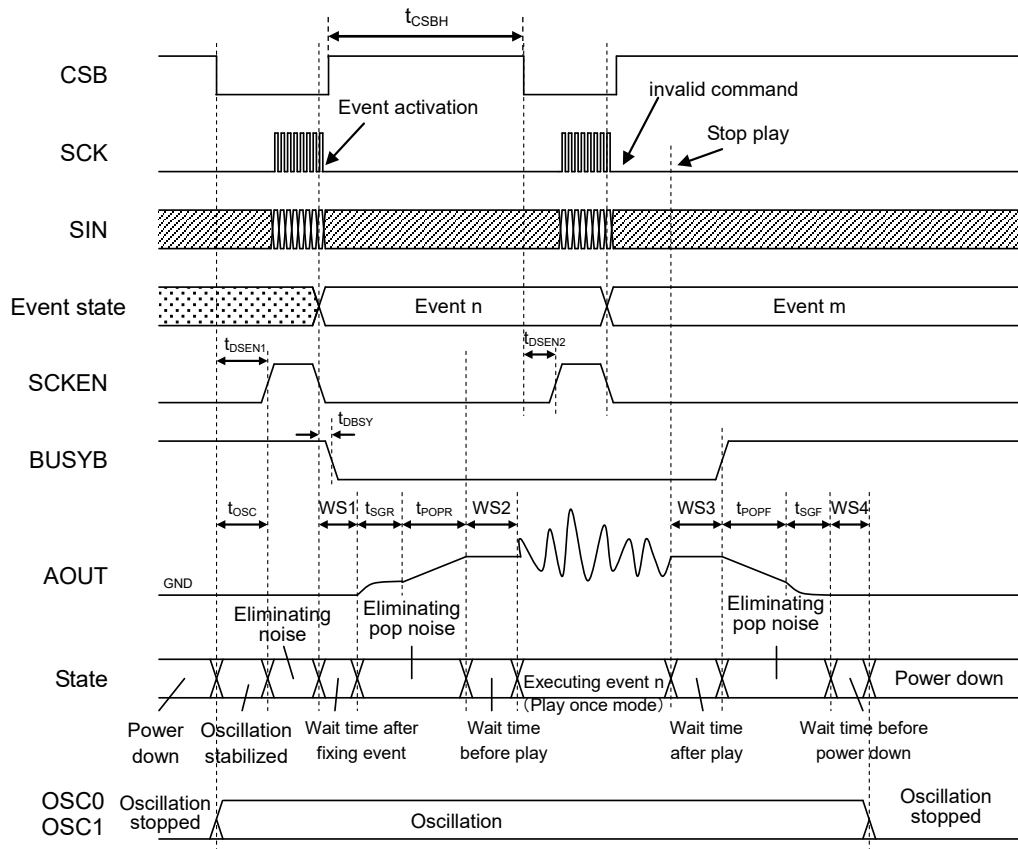 tCSBH
CSB
invalid command
Event activation
Stop play
SCK
SIN
Event state
Event n
Event m
tDSEN1
tDSEN2
SCKEN
tDBSY
BUSYB
tOSC
WS1
tSGR
tPOPR
WS2
WS3
tPOPF
tSGF
WS4
AOUT
GND
Eliminating
noise
Eliminating
pop noise
Eliminating
pop noise
State
Executing event n
(Play once mode)
Power down
Power
down
Oscillation
stabilized
Wait time after
fixing event
Wait time
before play
Wait time
after play
Wait time before
power down
OSC0
OSC1
Oscillation
stopped
Oscillation
Oscillation
stopped